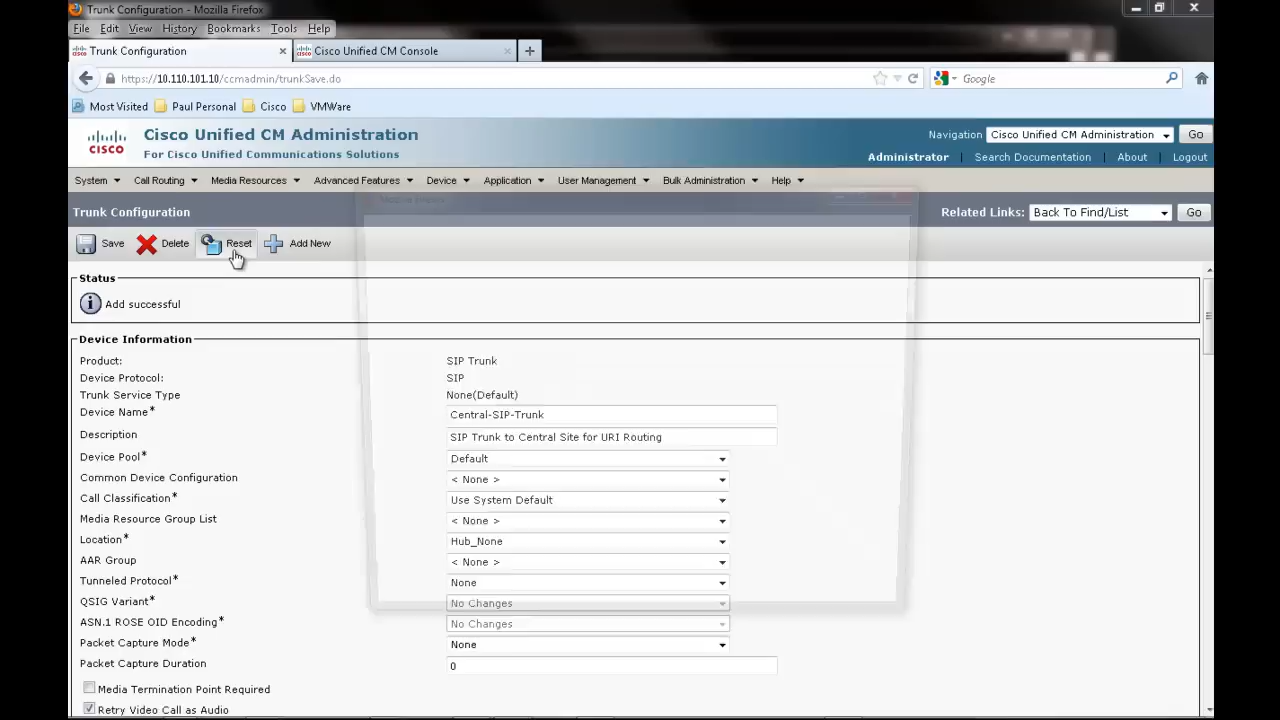 Trunk Configuration - Mozilla Firefox
File Edit View History Bookmarks Tools Help
Trunk Configuration × Cisco Unified CM Console × +
https://10.110.101.10/ccmadmin/trunkSave.do Google
Most Visited Paul Personal Cisco VMWare
CISCO
Cisco Unified CM Administration
For Cisco Unified Communications Solutions
Navigation Cisco Unified CM Administration Go
Administrator | Search Documentation | About | Logout
System Call Routing Media Resources Advanced Features Device Application User Management Bulk Administration Help
Trunk Configuration Related Links: Back To Find/List Go
Save Delete Reset Add New
Status
Add successful
Device Information
Product: SIP Trunk
Device Protocol: SIP
Trunk Service Type None(Default)
Device Name* Central-SIP-Trunk
Description SIP Trunk to Central Site for URI Routing
Device Pool* Default
Common Device Configuration < None >
Call Classification* Use System Default
Media Resource Group List < None >
Location* Hub_None
AAR Group < None >
Tunneled Protocol* None
QSIG Variant* No Changes
ASN.1 ROSE OID Encoding* No Changes
Packet Capture Mode* None
Packet Capture Duration 0
Media Termination Point Required
Retry Video Call as Audio